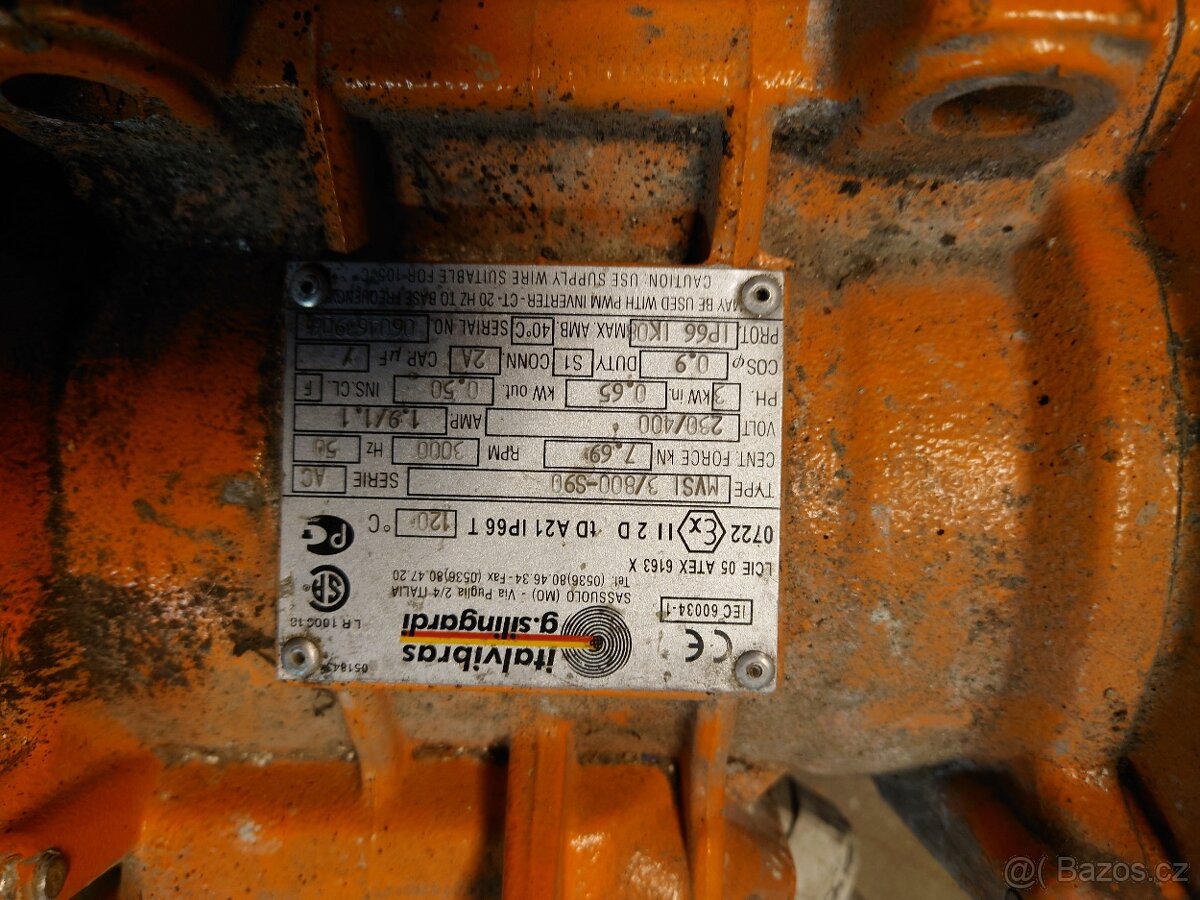 051843
italvibras
g.silingardi
CE
IEC 60034-1
SASSUOLO (MO) - Via Puglia 2/4 ITALIA
Tel. (0536)80.46.34 - Fax (0536)80.47.20
LCIE 05 ATEX 6163 X
0722 Ex II 2 D tD A21 IP66 T 120 °C
TYPE MVSI 3/800-S90 SERIE AC
CENT FORCE kN 7.69 RPM 3000 Hz 50
VOLT 230/400 AMP. 1.9/1.1
PH. 3 kW in 0.65 kW out 0.50 INS.CL. F
COSφ 0.9 DUTY S1 CONN 2A CAP. µF
PROT IP66 MAX AMB. 40°C SERIAL NO.
MAY BE USED WITH PWM INVERTER - CT - 20 HZ TO BASE FREQUENCY
CAUTION: USE SUPPLY WIRE SUITABLE FOR 105°C
Bazos.cz